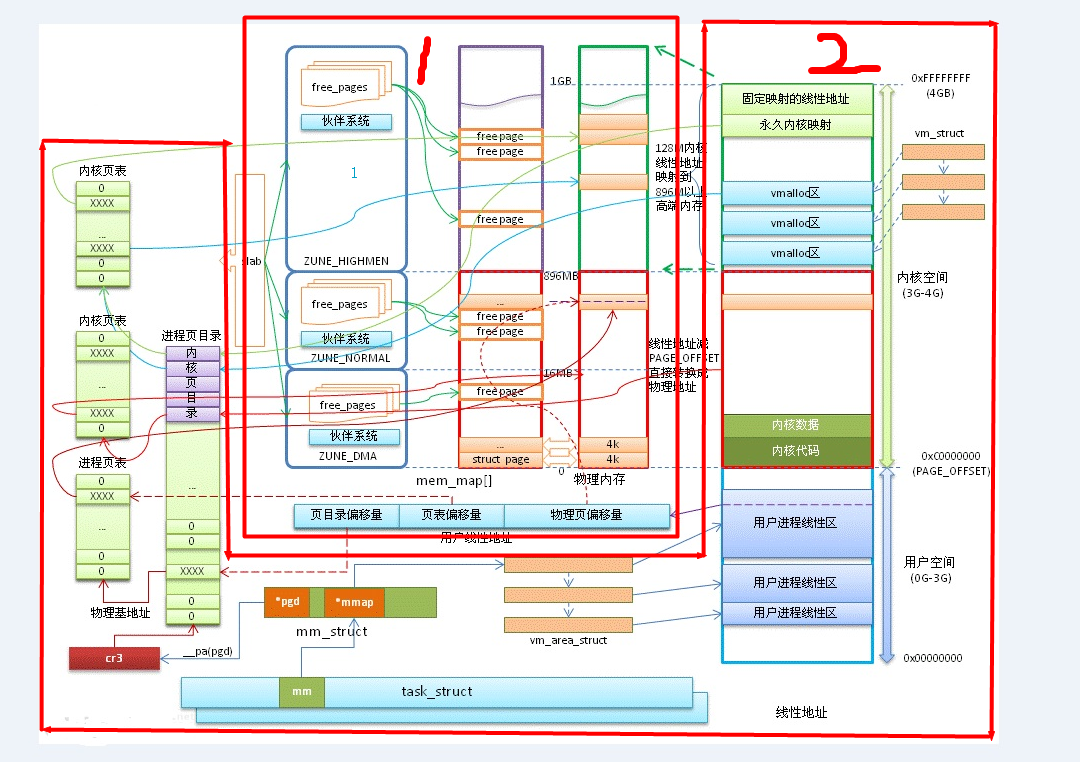 1
2
free_pages
伙伴系统
1
ZUNE_HIGHMEN
free_pages
伙伴系统
ZUNE_NORMAL
free_pages
伙伴系统
ZUNE_DMA
slab
free page
free page
free page
...
free page
free page
free page
...
struct page
mem_map[]
1GB
896MB
16MB
0
4k
4k
物理内存
128M内核
线性地址
映射到
896M以上
高端内存
线性地址减
PAGE_OFFSET
直接转换成
物理地址
固定映射的线性地址
永久内核映射
vmalloc区
vmalloc区
vmalloc区
内核数据
内核代码
用户进程线性区
用户进程线性区
用户进程线性区
0xFFFFFFFF
(4GB)
vm_struct
内核空间
(3G-4G)
0xC0000000
(PAGE_OFFSET)
用户空间
(0G-3G)
0x00000000
线性地址
内核页表
0
XXXX
...
XXXX
0
0
内核页表
0
XXXX
...
XXXX
0
进程页表
0
XXXX
...
0
0
进程页目录
内
核
页
目
录
...
0
0
XXXX
0
0
物理基地址
cr3
__pa(pgd)
页目录偏移量
页表偏移量
物理页偏移量
用户线性地址
*pgd
*mmap
mm_struct
vm_area_struct
mm
task_struct